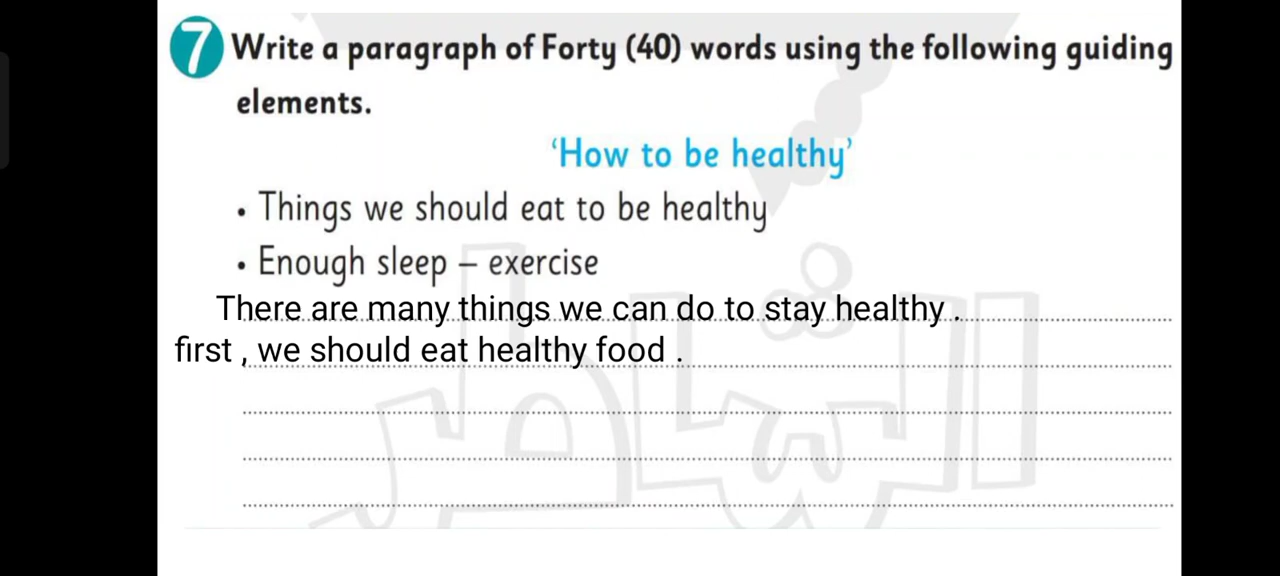 7 Write a paragraph of Forty (40) words using the following guiding
elements.
‘How to be healthy’
• Things we should eat to be healthy
• Enough sleep – exercise
There are many things we can do to stay healthy .
first , we should eat healthy food .
الشاطر